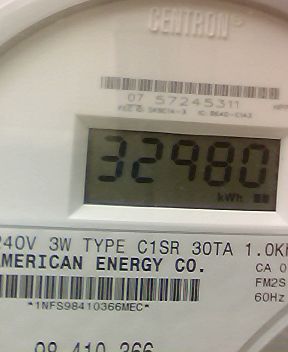 CENTRON
07 57245311
32980
kWh
240V 3W TYPE C1SR 30TA 1.0Kh
AMERICAN ENERGY CO.
CA 0
FM2S
60Hz
*1NFS98410366MEC*
98 410 366